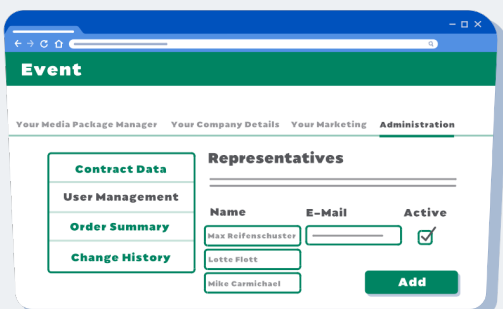 Event
Your Media Package Manager Your Company Details Your Marketing Administration
Contract Data
User Management
Order Summary
Change History
Representatives
Name E-Mail Active
Max Reifenschuster
Lotte Flott
Mike Carmichael
Add